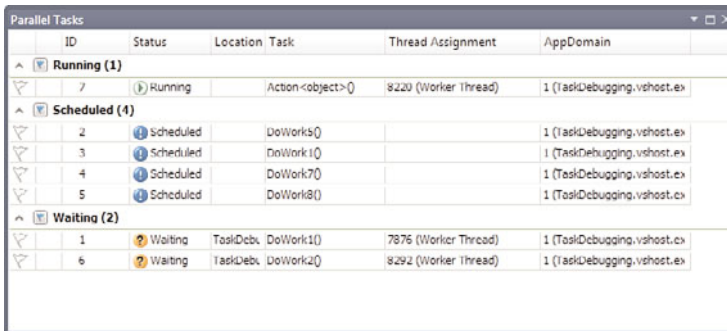 Parallel Tasks
ID Status Location Task Thread Assignment AppDomain
Running (1)
7 Running Action<object>() 8220 (Worker Thread) 1 (TaskDebugging.vshost.ex
Scheduled (4)
2 Scheduled DoWork5() 1 (TaskDebugging.vshost.ex
3 Scheduled DoWork10 1 (TaskDebugging.vshost.ex
4 Scheduled DoWork7() 1 (TaskDebugging.vshost.ex
5 Scheduled DoWork8() 1 (TaskDebugging.vshost.ex
Waiting (2)
1 Waiting TaskDebu DoWork1() 7876 (Worker Thread) 1 (TaskDebugging.vshost.ex
6 Waiting TaskDebu DoWork2() 8292 (Worker Thread) 1 (TaskDebugging.vshost.ex